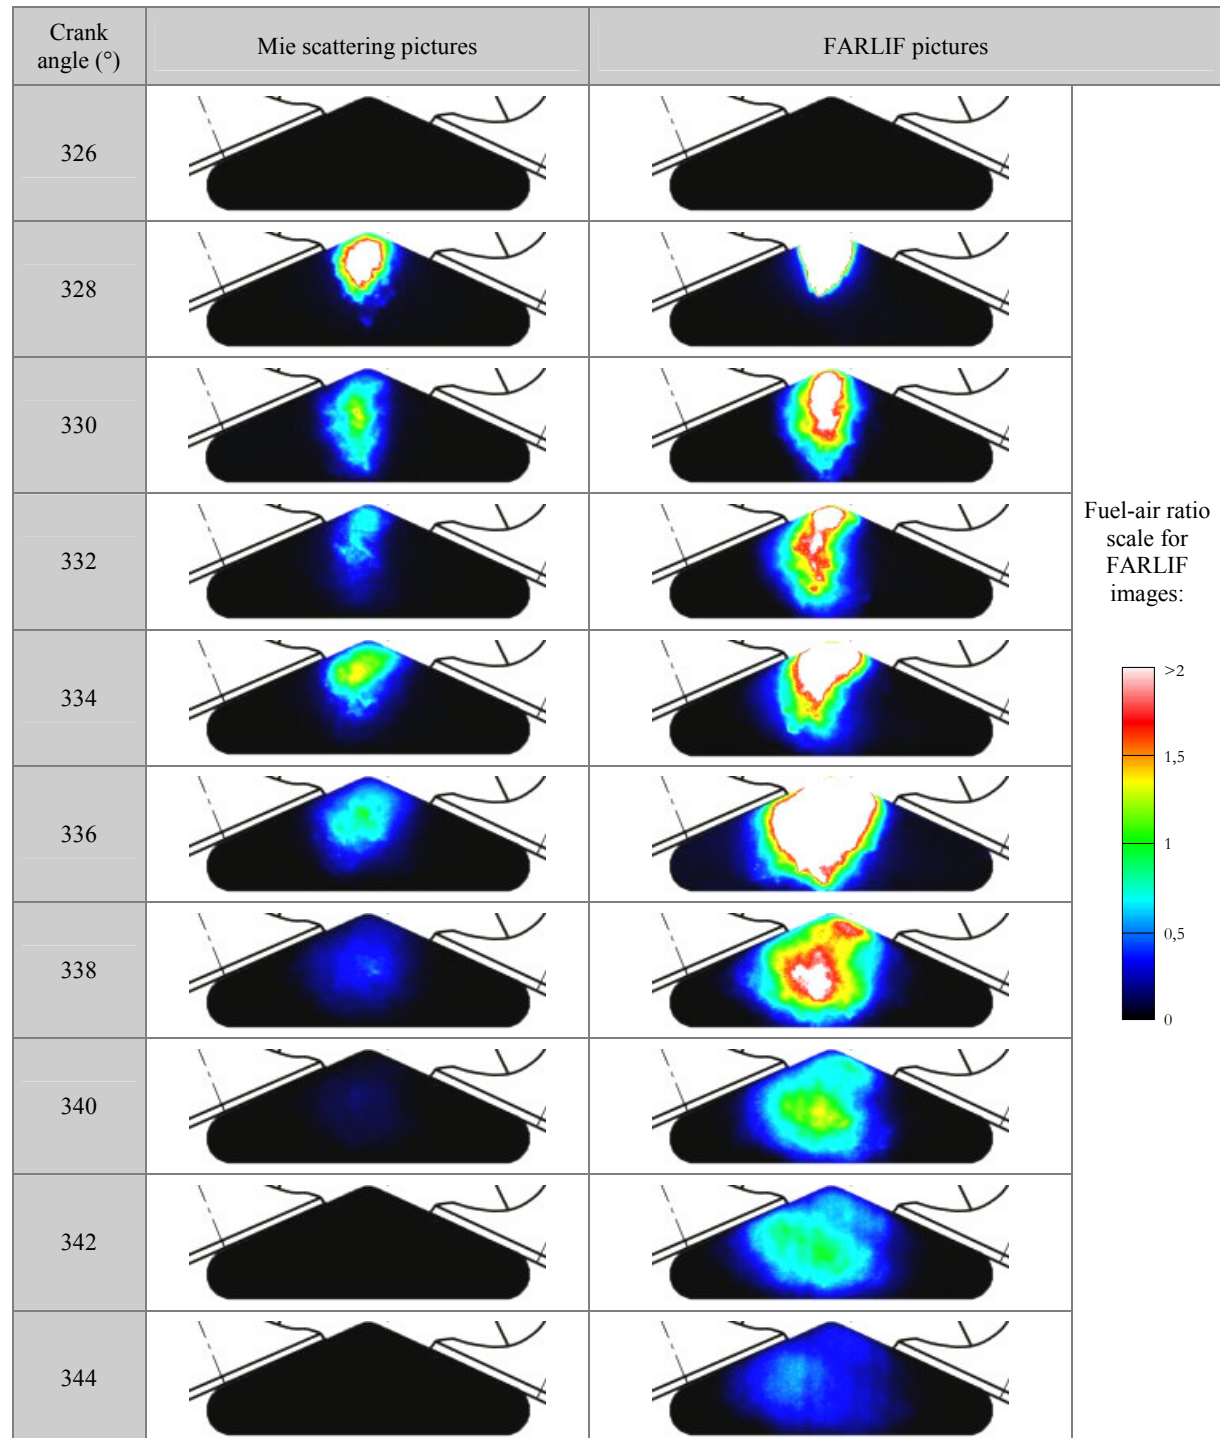 Crank
angle (°)
Mie scattering pictures
FARLIF pictures
326
328
330
332
334
336
338
340
342
344
Fuel-air ratio
scale for
FARLIF
images:
>2
1,5
1
0,5
0